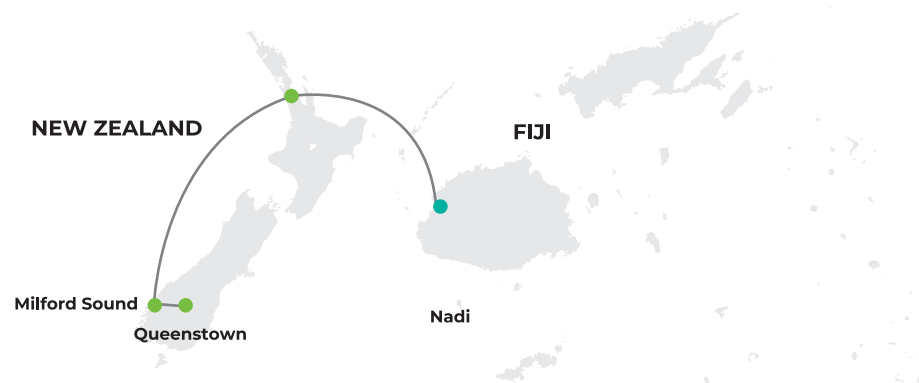 NEW ZEALAND
FIJI
Milford Sound
Queenstown
Nadi